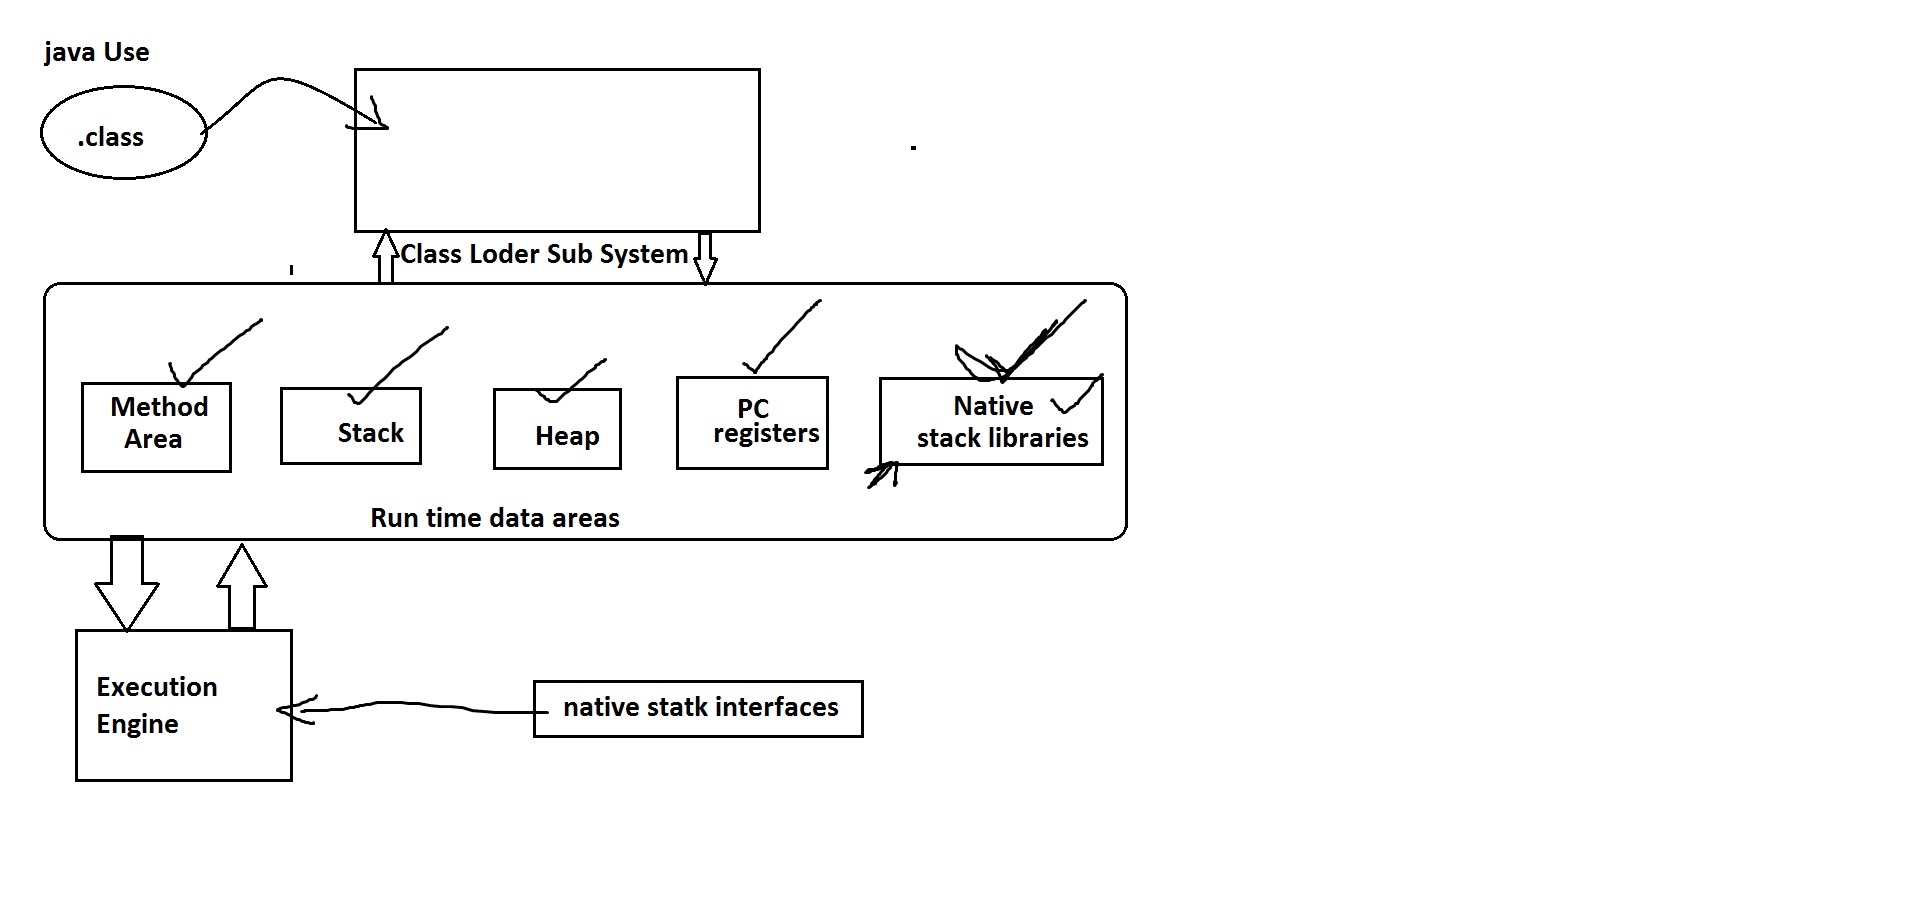 java Use
.class
Class Loder Sub System
Method
Area
Stack
Heap
PC
registers
Native
stack libraries
Run time data areas
Execution
Engine
native statk interfaces